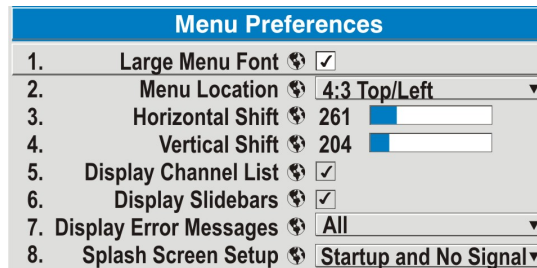 Menu Preferences
1. Large Menu Font
2. Menu Location 4:3 Top/Left
3. Horizontal Shift 261
4. Vertical Shift 204
5. Display Channel List
6. Display Slidebars
7. Display Error Messages All
8. Splash Screen Setup Startup and No Signal